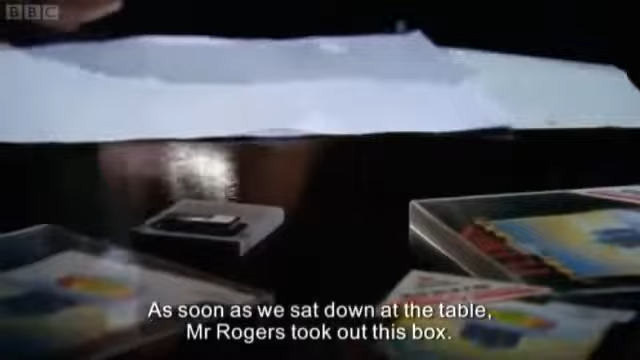 BBC
As soon as we sat down at the table,
Mr Rogers took out this box.